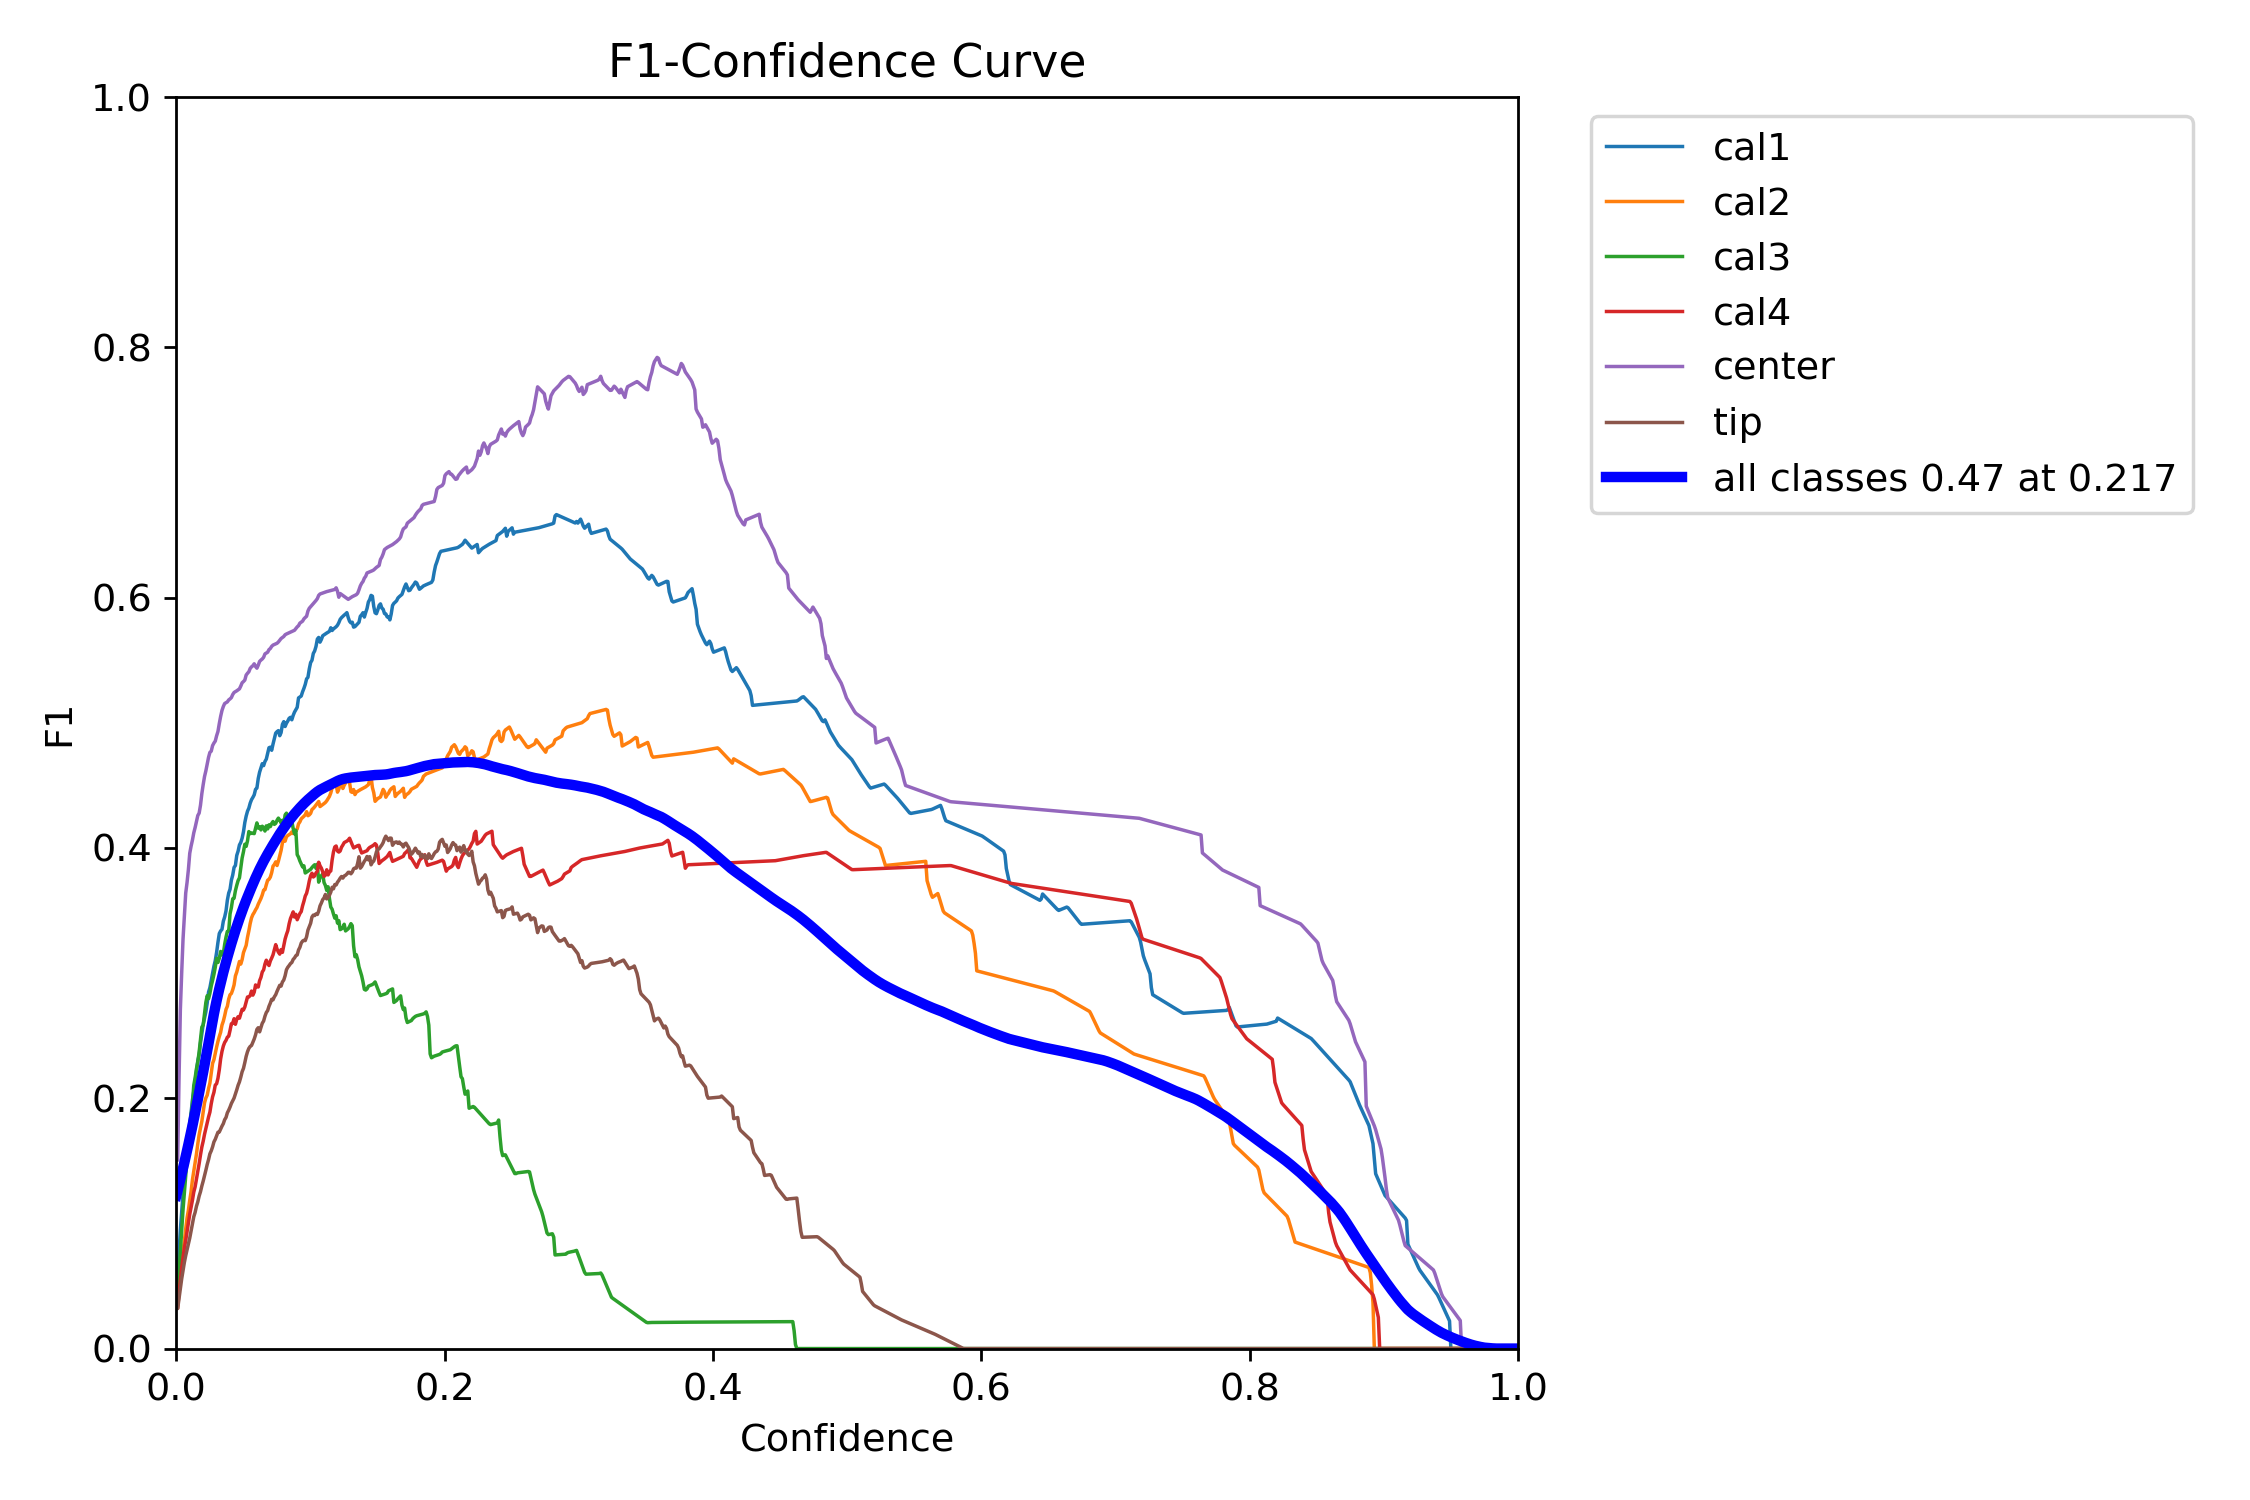 F1-Confidence Curve
1.0
0.8
0.6
0.4
0.2
0.0
F1
0.0 0.2 0.4 0.6 0.8 1.0
Confidence
cal1
cal2
cal3
cal4
center
tip
all classes 0.47 at 0.217